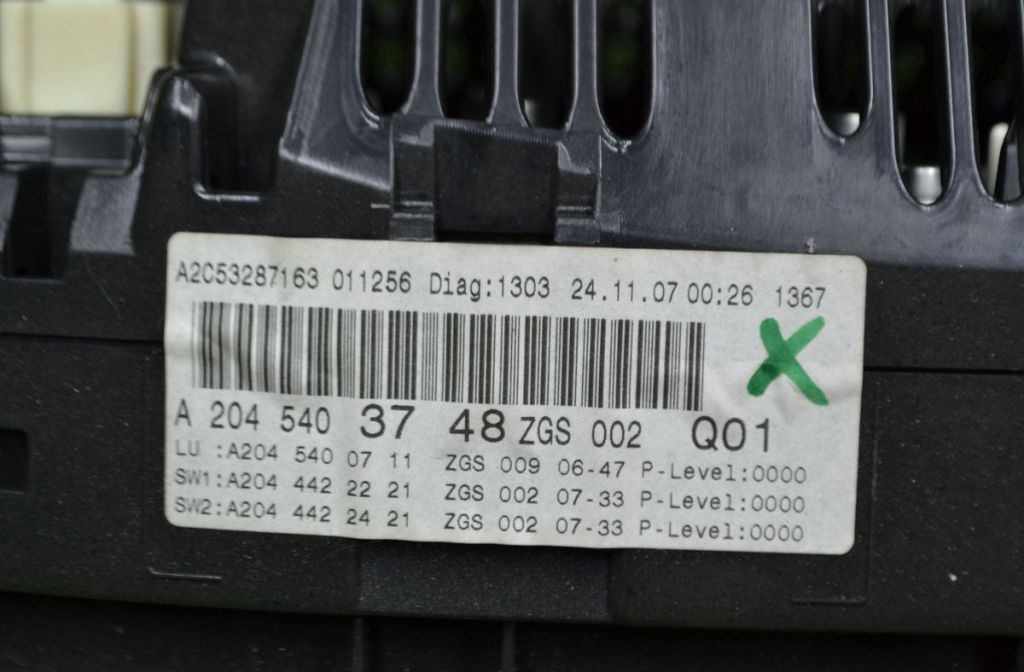 A2C53287163 011256 Diag:1303 24.11.07 00:26 1367
A 204 540 37 48 ZGS 002 Q01
LU :A204 540 07 11 ZGS 009 06-47 P-Level:0000
SW1:A204 442 22 21 ZGS 002 07-33 P-Level:0000
SW2:A204 442 24 21 ZGS 002 07-33 P-Level:0000